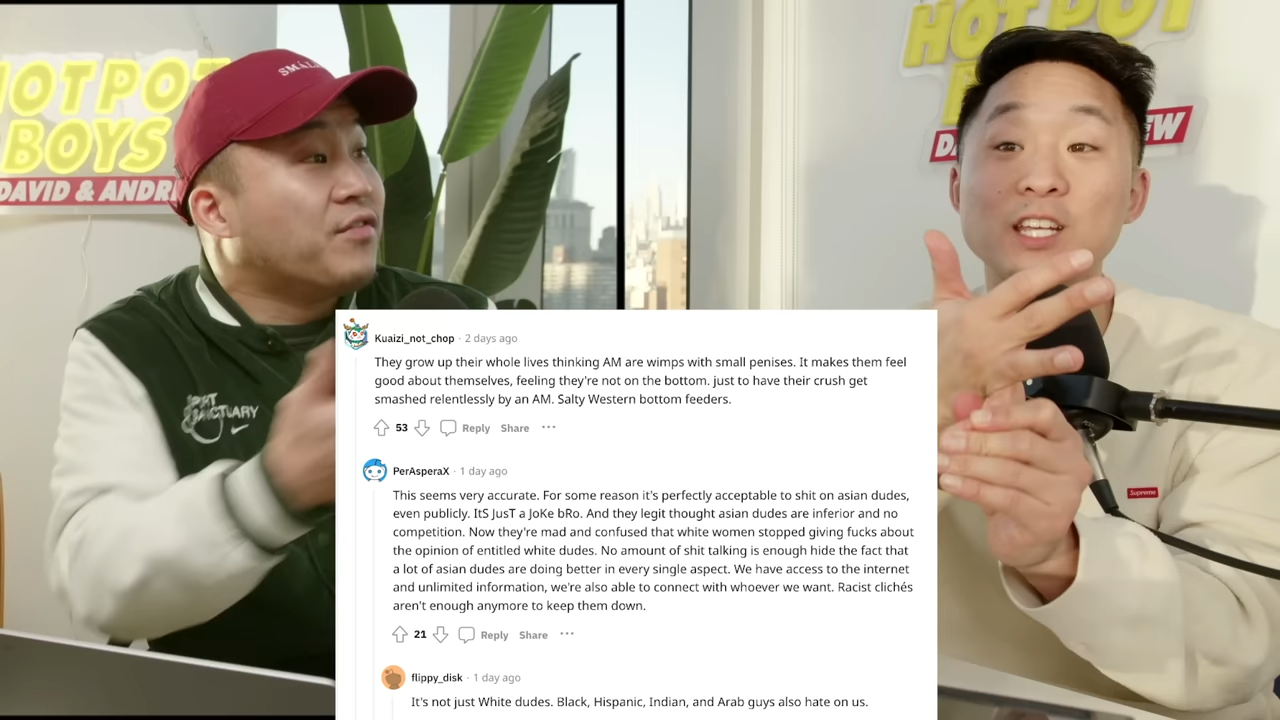 HOT POT
BOYS
DAVID & ANDR
SMAL
SANCTUARY
HOT POT
EW
Supreme
Kuaizi_not_chop · 2 days ago
They grow up their whole lives thinking AM are wimps with small penises. It makes them feel
good about themselves, feeling they're not on the bottom. just to have their crush get
smashed relentlessly by an AM. Salty Western bottom feeders.
53 Reply Share ···
PerAsperaX · 1 day ago
This seems very accurate. For some reason it's perfectly acceptable to shit on asian dudes,
even publicly. ItS JusT a JoKe bRo. And they legit thought asian dudes are inferior and no
competition. Now they're mad and confused that white women stopped giving fucks about
the opinion of entitled white dudes. No amount of shit talking is enough hide the fact that
a lot of asian dudes are doing better in every single aspect. We have access to the internet
and unlimited information, we're also able to connect with whoever we want. Racist clichés
aren't enough anymore to keep them down.
21 Reply Share ···
flippy_disk · 1 day ago
It's not just White dudes. Black, Hispanic, Indian, and Arab guys also hate on us.